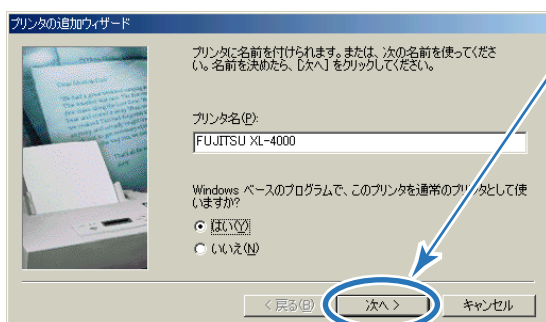 プリンタの追加ウィザード
プリンタに名前を付けられます。または、次の名前を使ってくださ
い。名前を決めたら、[次へ] をクリックしてください。
プリンタ名(P):
FUJITSU XL-4000
Windows ベースのプログラムで、このプリンタを通常のプリンタとして使
いますか?
はい(Y)
いいえ(N)
< 戻る(B)
次へ >
キャンセル